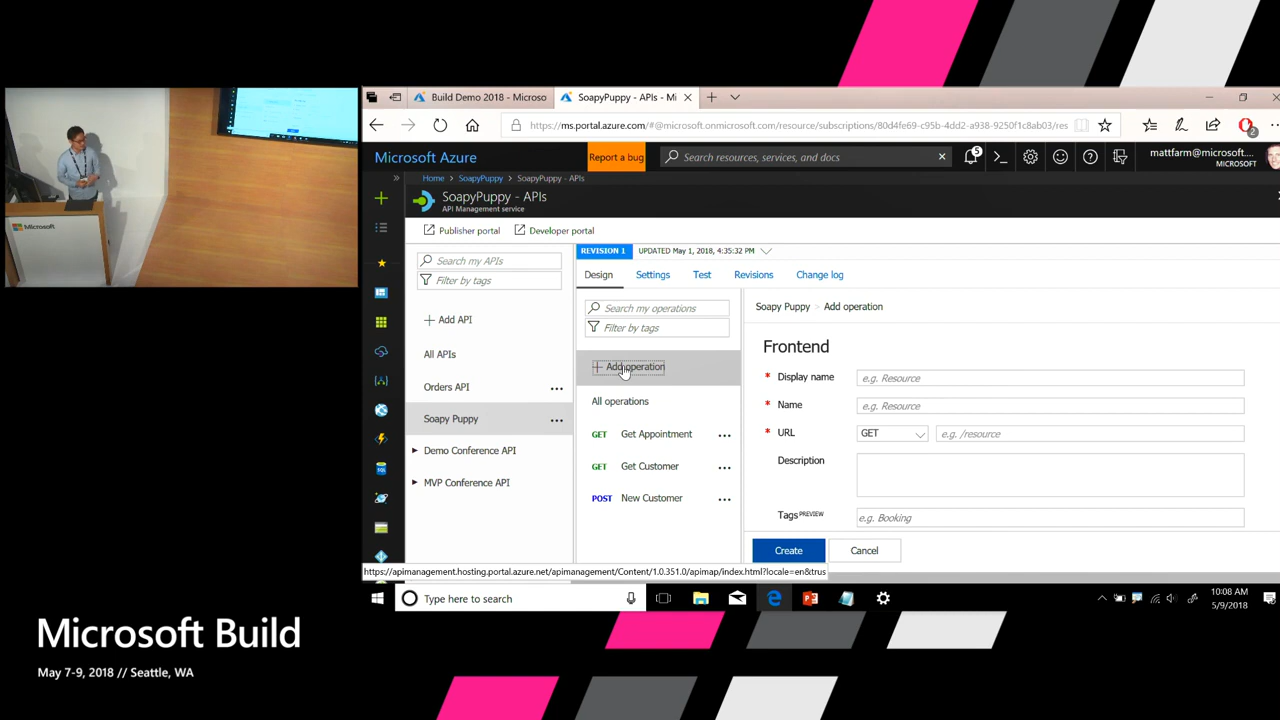 Build Demo 2018 - Microso
SoapyPuppy - APIs - Mi
https://ms.portal.azure.com/#@microsoft.onmicrosoft.com/resource/subscriptions/80d4fe69-c95b-4dd2-a938-9250f1c8ab03/res
2
Microsoft Azure
Report a bug
Search resources, services, and docs
5
mattfarm@microsoft....
MICROSOFT
Home > SoapyPuppy > SoapyPuppy - APIs
SoapyPuppy - APIs
API Management service
Publisher portal
Developer portal
Microsoft
Search my APIs
Filter by tags
+ Add API
All APIs
Orders API ...
Soapy Puppy ...
Demo Conference API
MVP Conference API
REVISION 1 UPDATED May 1, 2018, 4:35:32 PM
Design Settings Test Revisions Change log
Search my operations
Filter by tags
+ Add operation
All operations
GET Get Appointment ...
GET Get Customer ...
POST New Customer ...
Soapy Puppy > Add operation
Frontend
* Display name e.g. Resource
* Name e.g. Resource
* URL GET e.g. /resource
Description
Tags PREVIEW e.g. Booking
Create Cancel
https://apimanagement.hosting.portal.azure.net/apimanagement/Content/1.0.351.0/apimap/index.html?locale=en&trus
Type here to search
10:08 AM
5/9/2018
Microsoft Build
May 7-9, 2018 // Seattle, WA